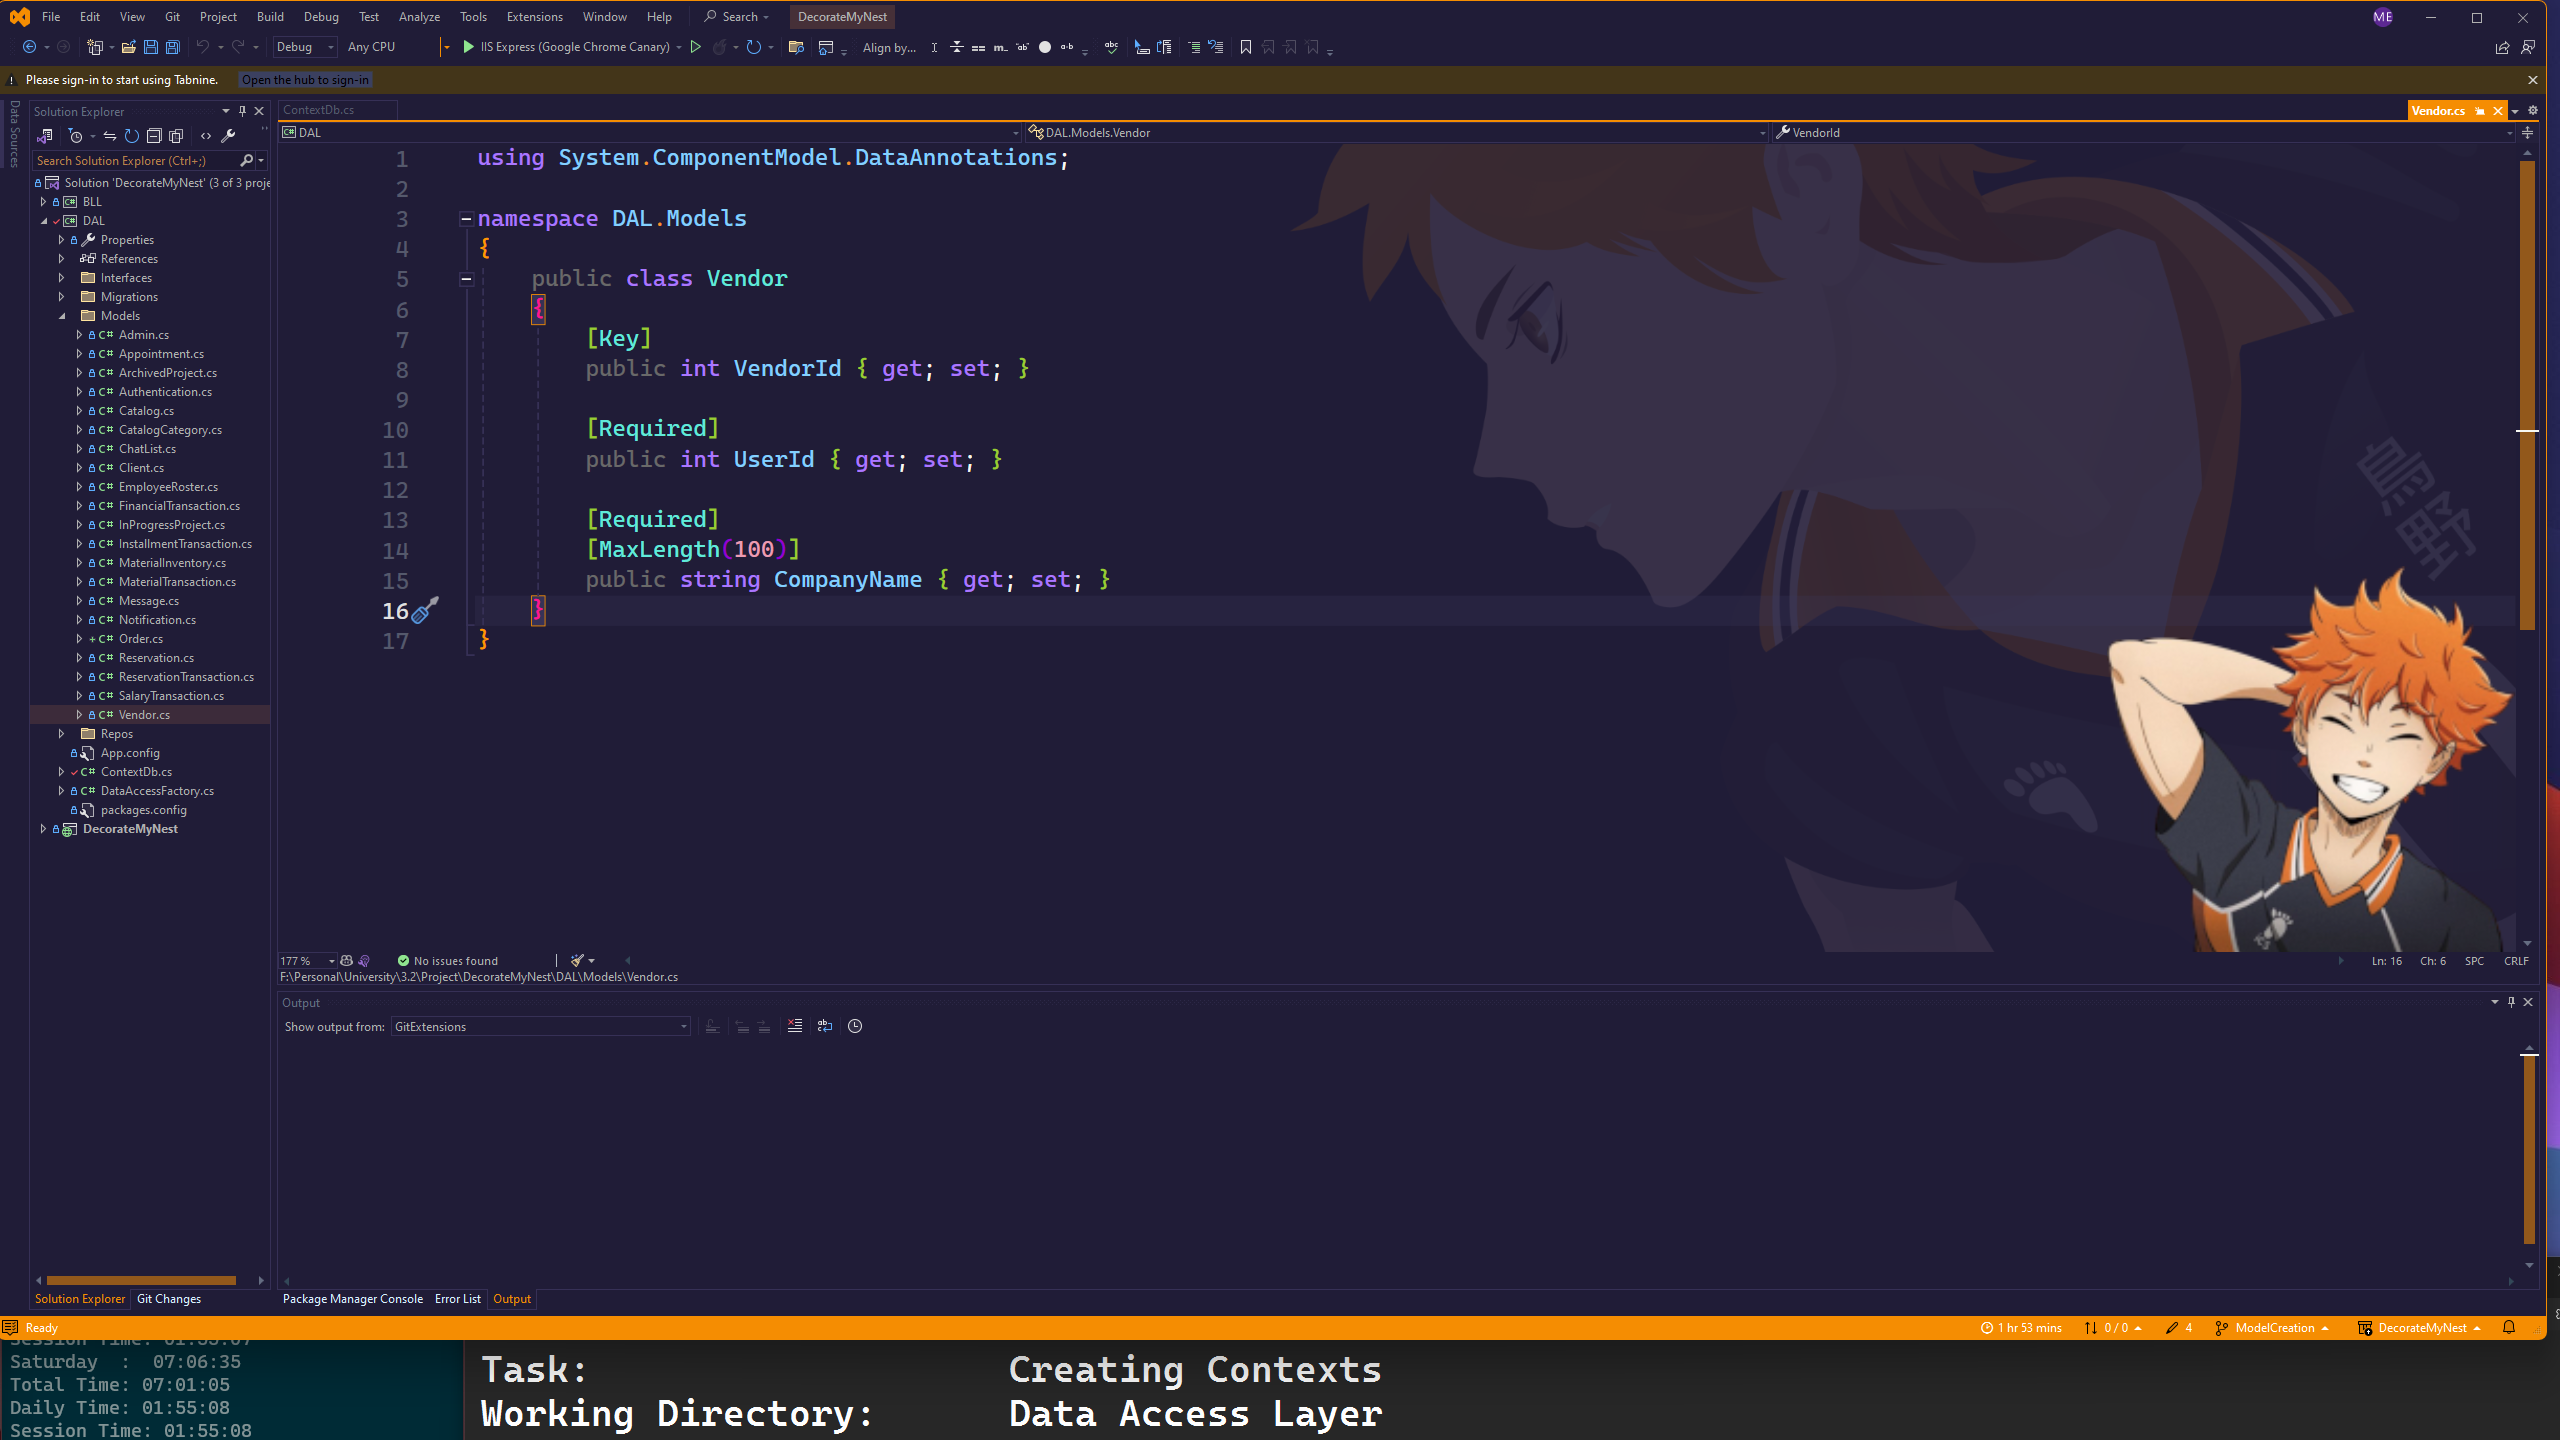 File Edit View Git Project Build Debug Test Analyze Tools Extensions Window Help Search DecorateMyNest ME
Debug Any CPU IIS Express (Google Chrome Canary) Align by...
Please sign-in to start using Tabnine. Open the hub to sign-in
Data Sources
Solution Explorer
Search Solution Explorer (Ctrl+;)
Solution 'DecorateMyNest' (3 of 3 proje
BLL
DAL
Properties
References
Interfaces
Migrations
Models
Admin.cs
Appointment.cs
ArchivedProject.cs
Authentication.cs
Catalog.cs
CatalogCategory.cs
ChatList.cs
Client.cs
EmployeeRoster.cs
FinancialTransaction.cs
InProgressProject.cs
InstallmentTransaction.cs
MaterialInventory.cs
MaterialTransaction.cs
Message.cs
Notification.cs
Order.cs
Reservation.cs
ReservationTransaction.cs
SalaryTransaction.cs
Vendor.cs
Repos
App.config
ContextDb.cs
DataAccessFactory.cs
packages.config
DecorateMyNest
Solution Explorer Git Changes
ContextDb.cs Vendor.cs
DAL DAL.Models.Vendor VendorId
1 using System.ComponentModel.DataAnnotations;
2
3 namespace DAL.Models
4 {
5 public class Vendor
6 {
7 [Key]
8 public int VendorId { get; set; }
9
10 [Required]
11 public int UserId { get; set; }
12
13 [Required]
14 [MaxLength(100)]
15 public string CompanyName { get; set; }
16 }
17 }
烏野
177 % No issues found Ln: 16 Ch: 6 SPC CRLF
F:\Personal\University\3.2\Project\DecorateMyNest\DAL\Models\Vendor.cs
Output
Show output from: GitExtensions
Package Manager Console Error List Output
Ready 1 hr 53 mins 0 / 0 4 ModelCreation DecorateMyNest
Session Time: 01:55:07
Saturday : 07:06:35
Total Time: 07:01:05
Daily Time: 01:55:08
Session Time: 01:55:08
Task: Creating Contexts
Working Directory: Data Access Layer